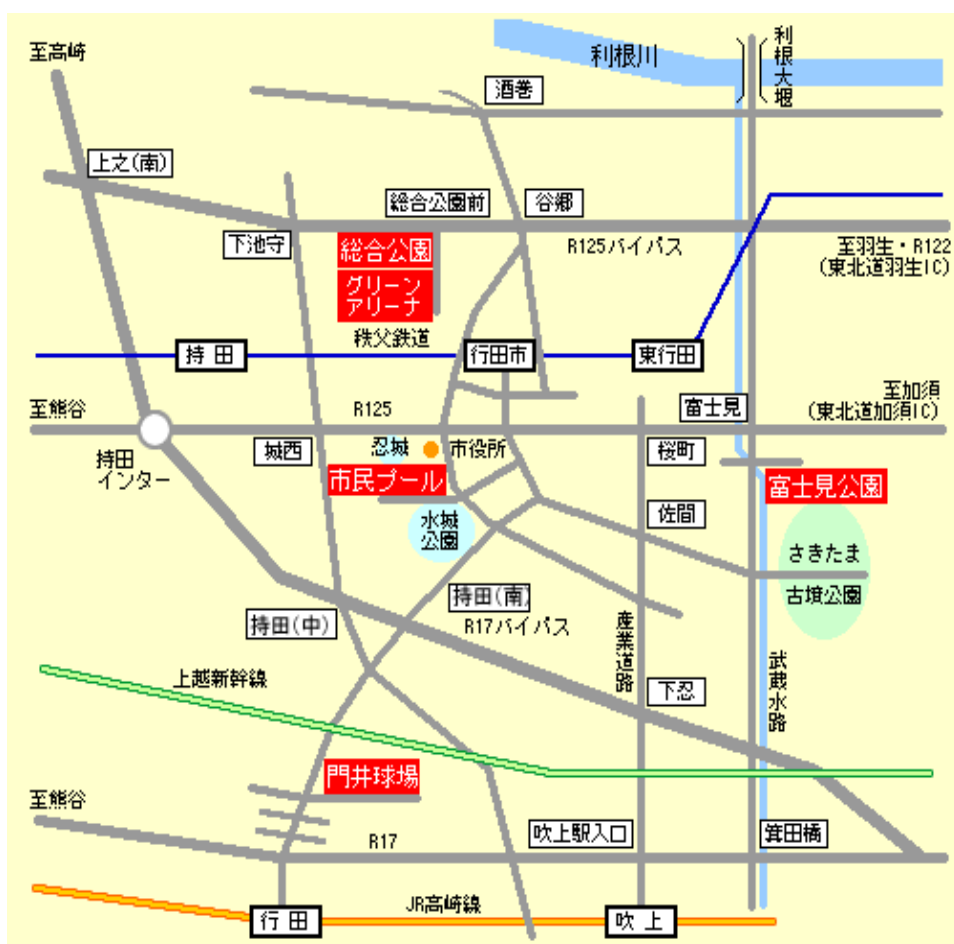 利根川
利根大堰
至高崎
酒巻
上之(南)
総合公園前
谷郷
下池守
総合公園
R125バイパス
至羽生・R122
(東北道羽生IC)
グリーン
アリーナ
秩父鉄道
持田
行田市
東行田
至加須
(東北道加須IC)
至熊谷
R125
富士見
城西
忍城
市役所
桜町
持田
インター
市民プール
富士見公園
水城
公園
佐間
さきたま
古墳公園
持田(南)
持田(中)
R17バイパス
産業道路
武蔵水路
上越新幹線
下忍
門井球場
至熊谷
R17
吹上駅入口
箕田橋
JR高崎線
行田
吹上